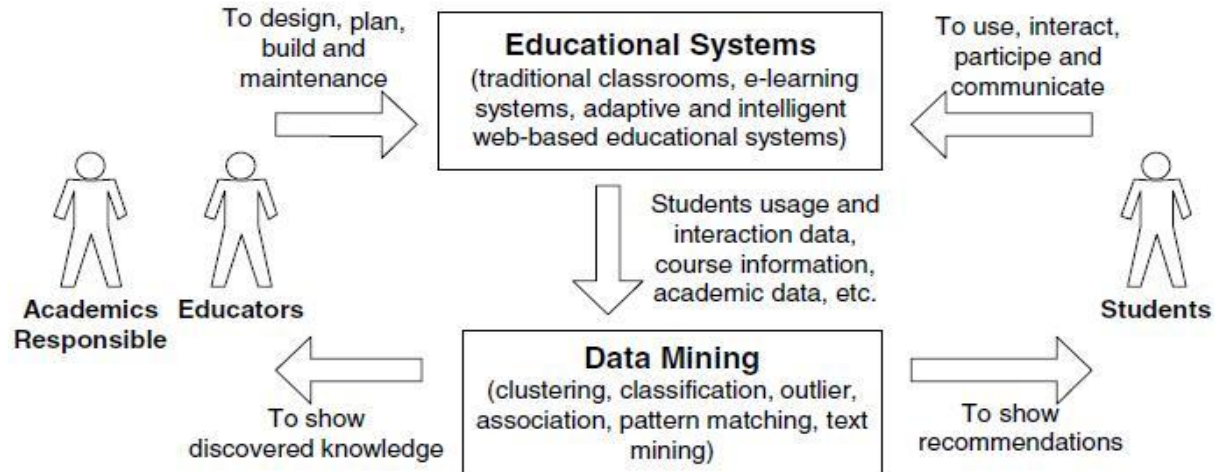 To design, plan,
build and
maintenance
Educational Systems
(traditional classrooms, e-learning
systems, adaptive and intelligent
web-based educational systems)
To use, interact,
participe and
communicate
Students usage and
interaction data,
course information,
academic data, etc.
Academics
Responsible
Educators
Students
Data Mining
(clustering, classification, outlier,
association, pattern matching, text
mining)
To show
discovered knowledge
To show
recommendations